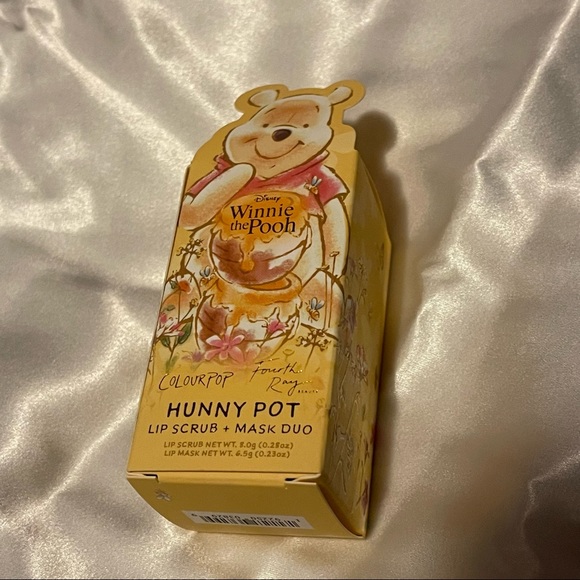 Disney
Winnie
the Pooh
COLOURPOP
Fourth
Ray
BEAUTY
HUNNY POT
LIP SCRUB + MASK DUO
LIP SCRUB NET WT. 8.0g (0.28oz)
LIP MASK NET WT. 6.5g (0.23oz)